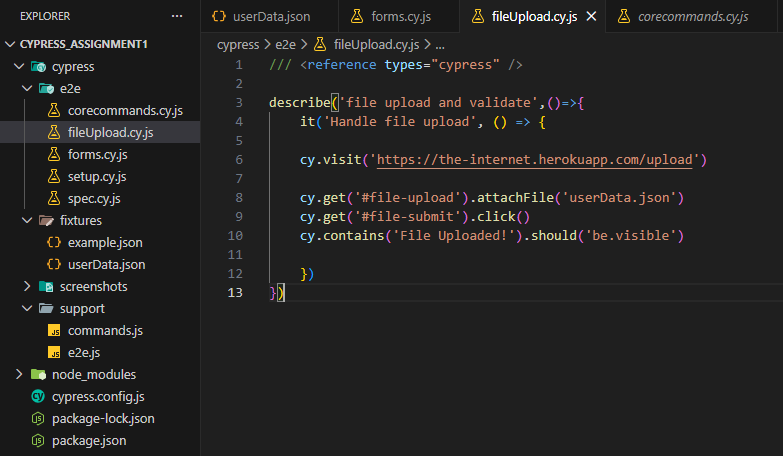 EXPLORER ...
CYPRESS_ASSIGNMENT1
cypress
e2e
corecommands.cy.js
fileUpload.cy.js
forms.cy.js
setup.cy.js
spec.cy.js
fixtures
example.json
userData.json
screenshots
support
commands.js
e2e.js
node_modules
cypress.config.js
package-lock.json
package.json
userData.json forms.cy.js fileUpload.cy.js corecommands.cy.js
cypress > e2e > fileUpload.cy.js > ...
1 /// <reference types="cypress" />
2
3 describe('file upload and validate',()=>{
4 it('Handle file upload', () => {
5
6 cy.visit('https://the-internet.herokuapp.com/upload')
7
8 cy.get('#file-upload').attachFile('userData.json')
9 cy.get('#file-submit').click()
10 cy.contains('File Uploaded!').should('be.visible')
11
12 })
13 })